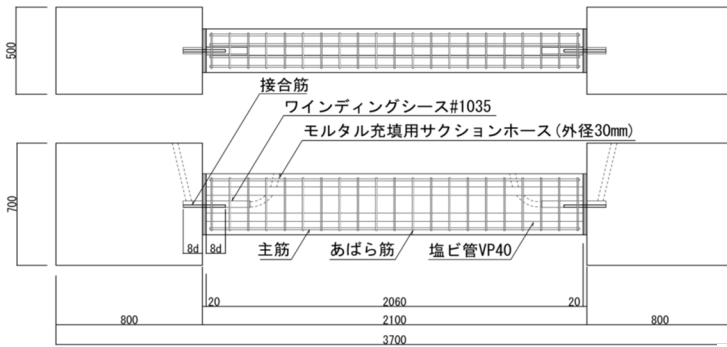 500
接合筋
ワインディングシース#1035
モルタル充填用サクションホース(外径30mm)
700
8d 8d
主筋 あばら筋 塩ビ管VP40
20 2060 20
800 2100 800
3700